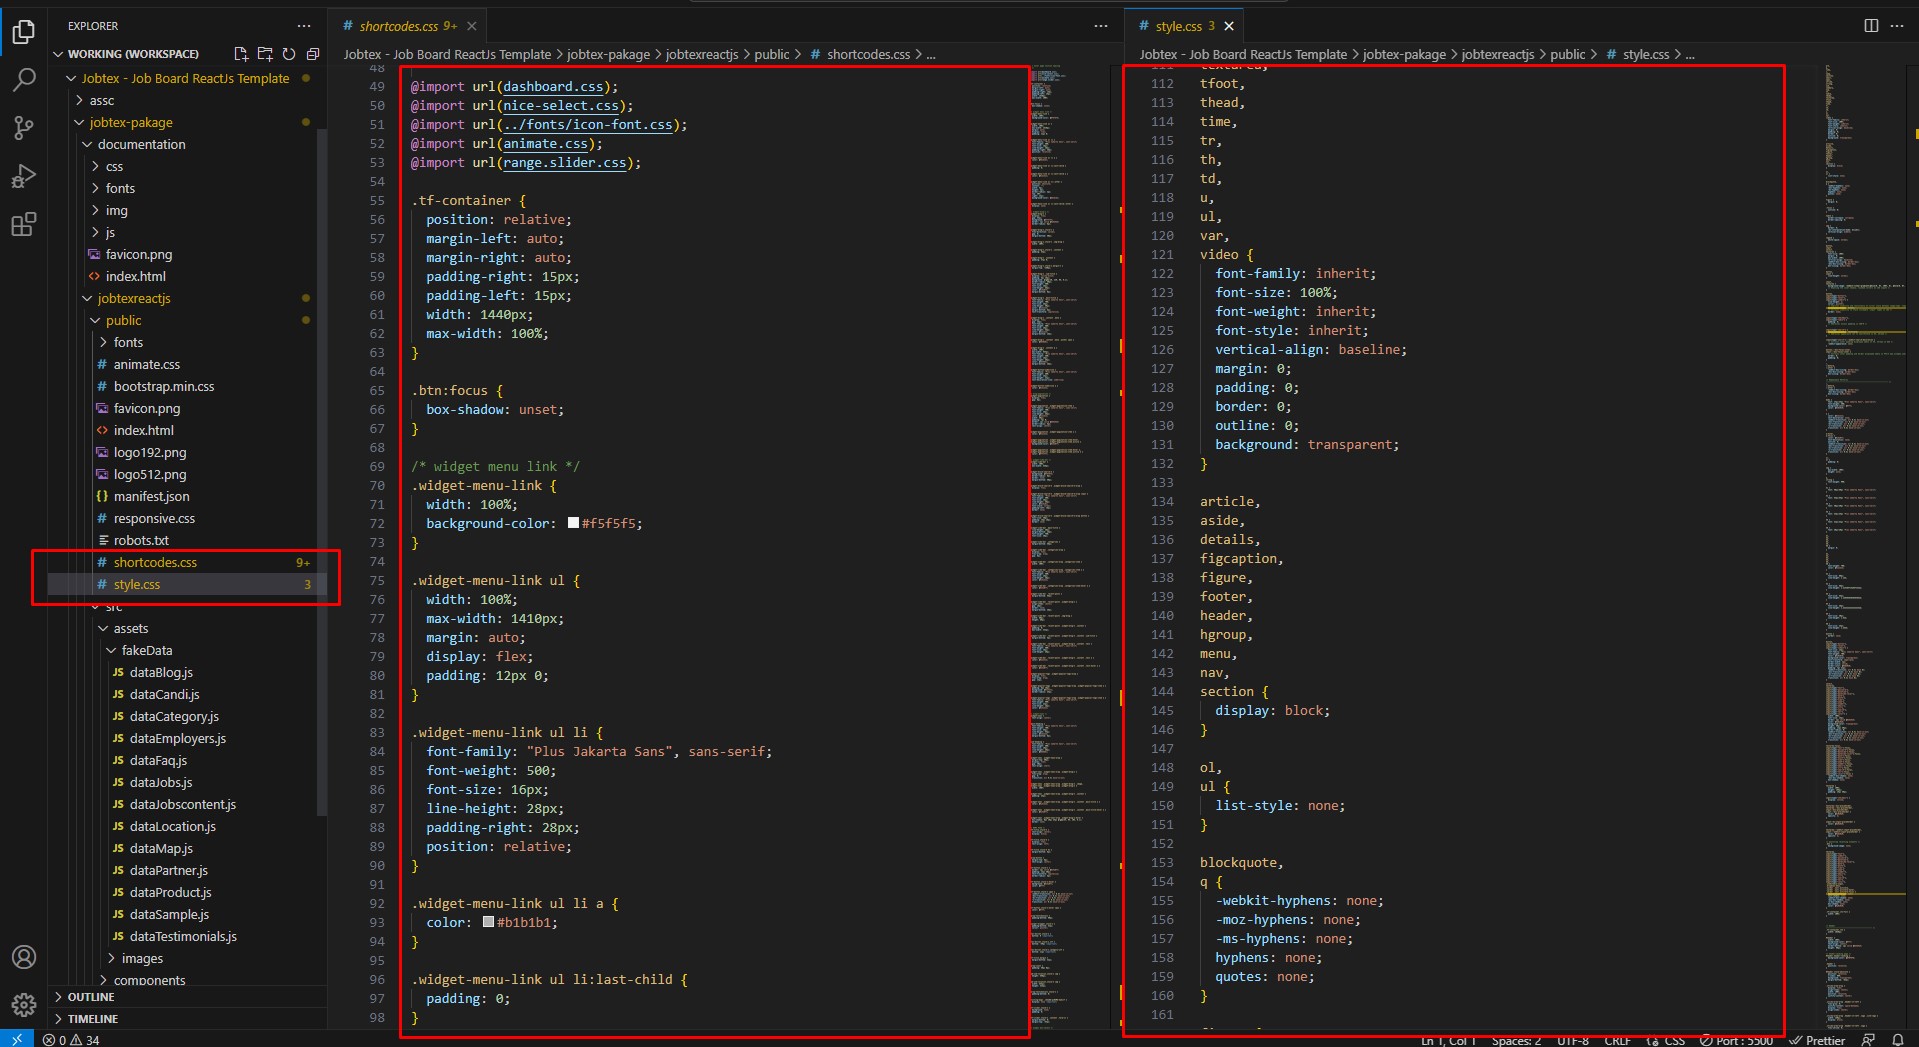 EXPLORER
WORKING (WORKSPACE)
Jobtex - Job Board ReactJs Template
assc
jobtex-pakage
documentation
css
fonts
img
js
favicon.png
index.html
jobtexreactjs
public
fonts
animate.css
bootstrap.min.css
favicon.png
index.html
logo192.png
logo512.png
manifest.json
responsive.css
robots.txt
shortcodes.css 9+
style.css 3
src
assets
fakeData
dataBlog.js
dataCandi.js
dataCategory.js
dataEmployers.js
dataFaq.js
dataJobs.js
dataJobscontent.js
dataLocation.js
dataMap.js
dataPartner.js
dataProduct.js
dataSample.js
dataTestimonials.js
images
components
OUTLINE
TIMELINE
shortcodes.css 9+
Jobtex - Job Board ReactJs Template > jobtex-pakage > jobtexreactjs > public > # shortcodes.css > ...
48
49 @import url(dashboard.css);
50 @import url(nice-select.css);
51 @import url(../fonts/icon-font.css);
52 @import url(animate.css);
53 @import url(range.slider.css);
54
55 .tf-container {
56 position: relative;
57 margin-left: auto;
58 margin-right: auto;
59 padding-right: 15px;
60 padding-left: 15px;
61 width: 1440px;
62 max-width: 100%;
63 }
64
65 .btn:focus {
66 box-shadow: unset;
67 }
68
69 /* widget menu link */
70 .widget-menu-link {
71 width: 100%;
72 background-color: #f5f5f5;
73 }
74
75 .widget-menu-link ul {
76 width: 100%;
77 max-width: 1410px;
78 margin: auto;
79 display: flex;
80 padding: 12px 0;
81 }
82
83 .widget-menu-link ul li {
84 font-family: "Plus Jakarta Sans", sans-serif;
85 font-weight: 500;
86 font-size: 16px;
87 line-height: 28px;
88 padding-right: 28px;
89 position: relative;
90 }
91
92 .widget-menu-link ul li a {
93 color: #b1b1b1;
94 }
95
96 .widget-menu-link ul li:last-child {
97 padding: 0;
98 }
style.css 3
Jobtex - Job Board ReactJs Template > jobtex-pakage > jobtexreactjs > public > # style.css > ...
112 tfoot,
113 thead,
114 time,
115 tr,
116 th,
117 td,
118 u,
119 ul,
120 var,
121 video {
122 font-family: inherit;
123 font-size: 100%;
124 font-weight: inherit;
125 font-style: inherit;
126 vertical-align: baseline;
127 margin: 0;
128 padding: 0;
129 border: 0;
130 outline: 0;
131 background: transparent;
132 }
133
134 article,
135 aside,
136 details,
137 figcaption,
138 figure,
139 footer,
140 header,
141 hgroup,
142 menu,
143 nav,
144 section {
145 display: block;
146 }
147
148 ol,
149 ul {
150 list-style: none;
151 }
152
153 blockquote,
154 q {
155 -webkit-hyphens: none;
156 -moz-hyphens: none;
157 -ms-hyphens: none;
158 hyphens: none;
159 quotes: none;
160 }
161
0 34
Ln 1, Col 1 Spaces: 2 UTF-8 CRLF CSS Port : 5500 Prettier